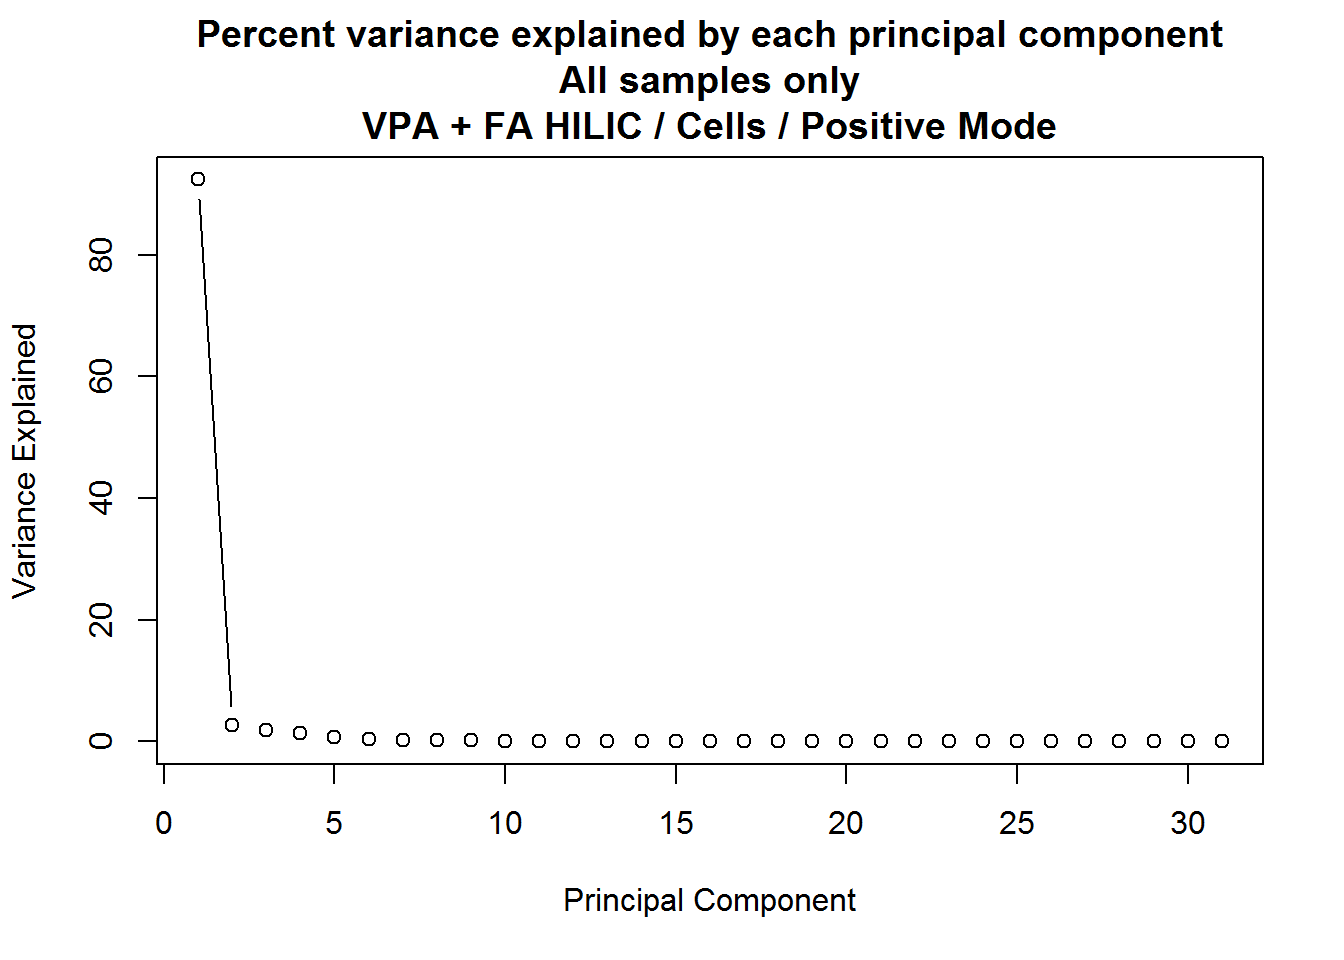 Percent variance explained by each principal component
All samples only
VPA + FA HILIC / Cells / Positive Mode
Variance Explained
80
60
40
20
0
0 5 10 15 20 25 30
Principal Component